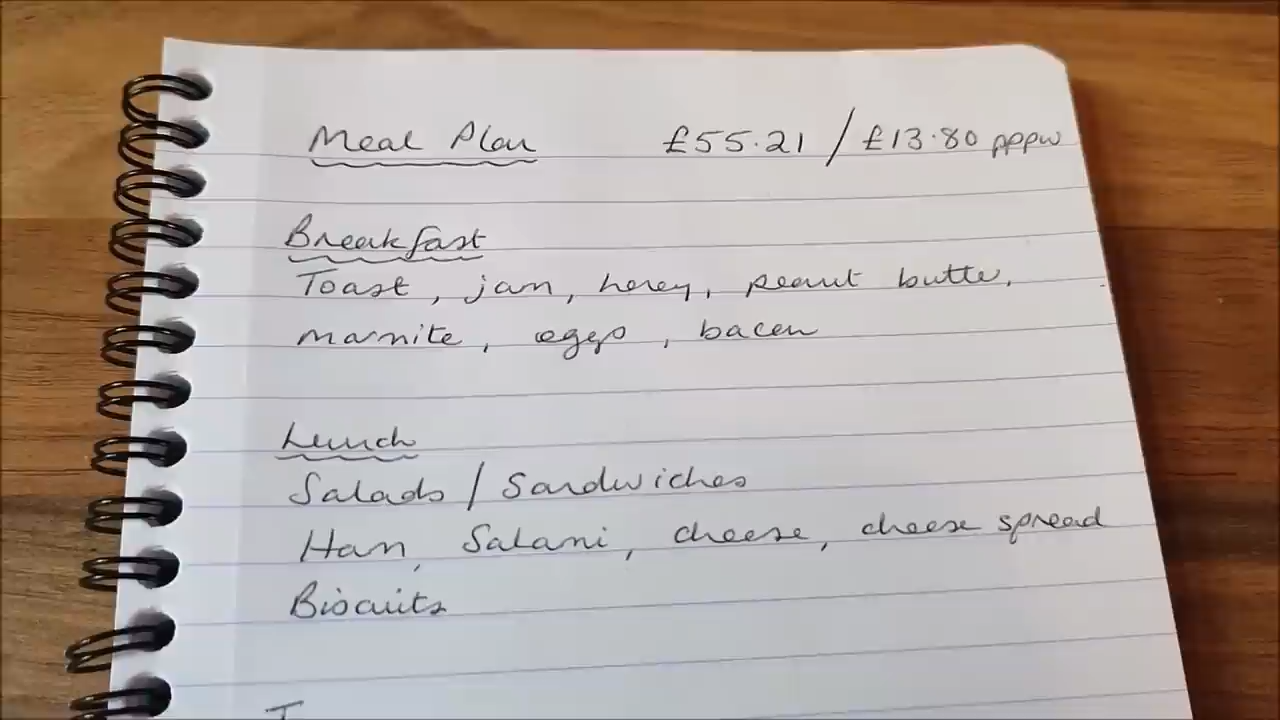 Meal Plan £55.21 / £13.80 pppw
Breakfast
Toast, jam, honey, peanut butter,
marmite, eggs, bacon
Lunch
Salads / Sandwiches
Ham, Salami, cheese, cheese spread
Biscuits